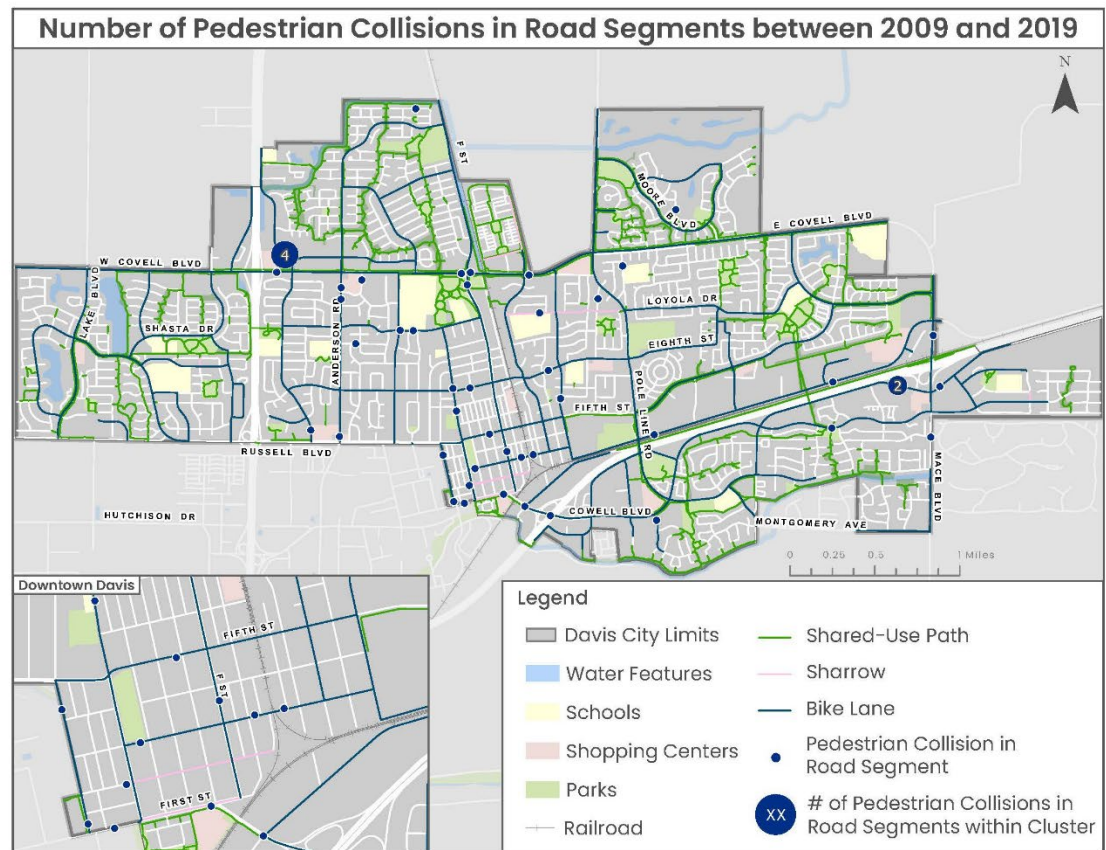 Number of Pedestrian Collisions in Road Segments between 2009 and 2019
N
F ST
MOORE BLVD
E COVELL BLVD
4
W COVELL BLVD
LAKE BLVD
SHASTA DR
ANDERSON RD
LOYOLA DR
EIGHTH ST
POLE LINE RD
2
FIFTH ST
RUSSELL BLVD
MACE BLVD
HUTCHISON DR
COWELL BLVD
MONTGOMERY AVE
0 0.25 0.5 1 Miles
Downtown Davis
FIFTH ST
F ST
FIRST ST
Legend
Davis City Limits
Water Features
Schools
Shopping Centers
Parks
Railroad
Shared-Use Path
Sharrow
Bike Lane
Pedestrian Collision in
Road Segment
XX
# of Pedestrian Collisions in
Road Segments within Cluster